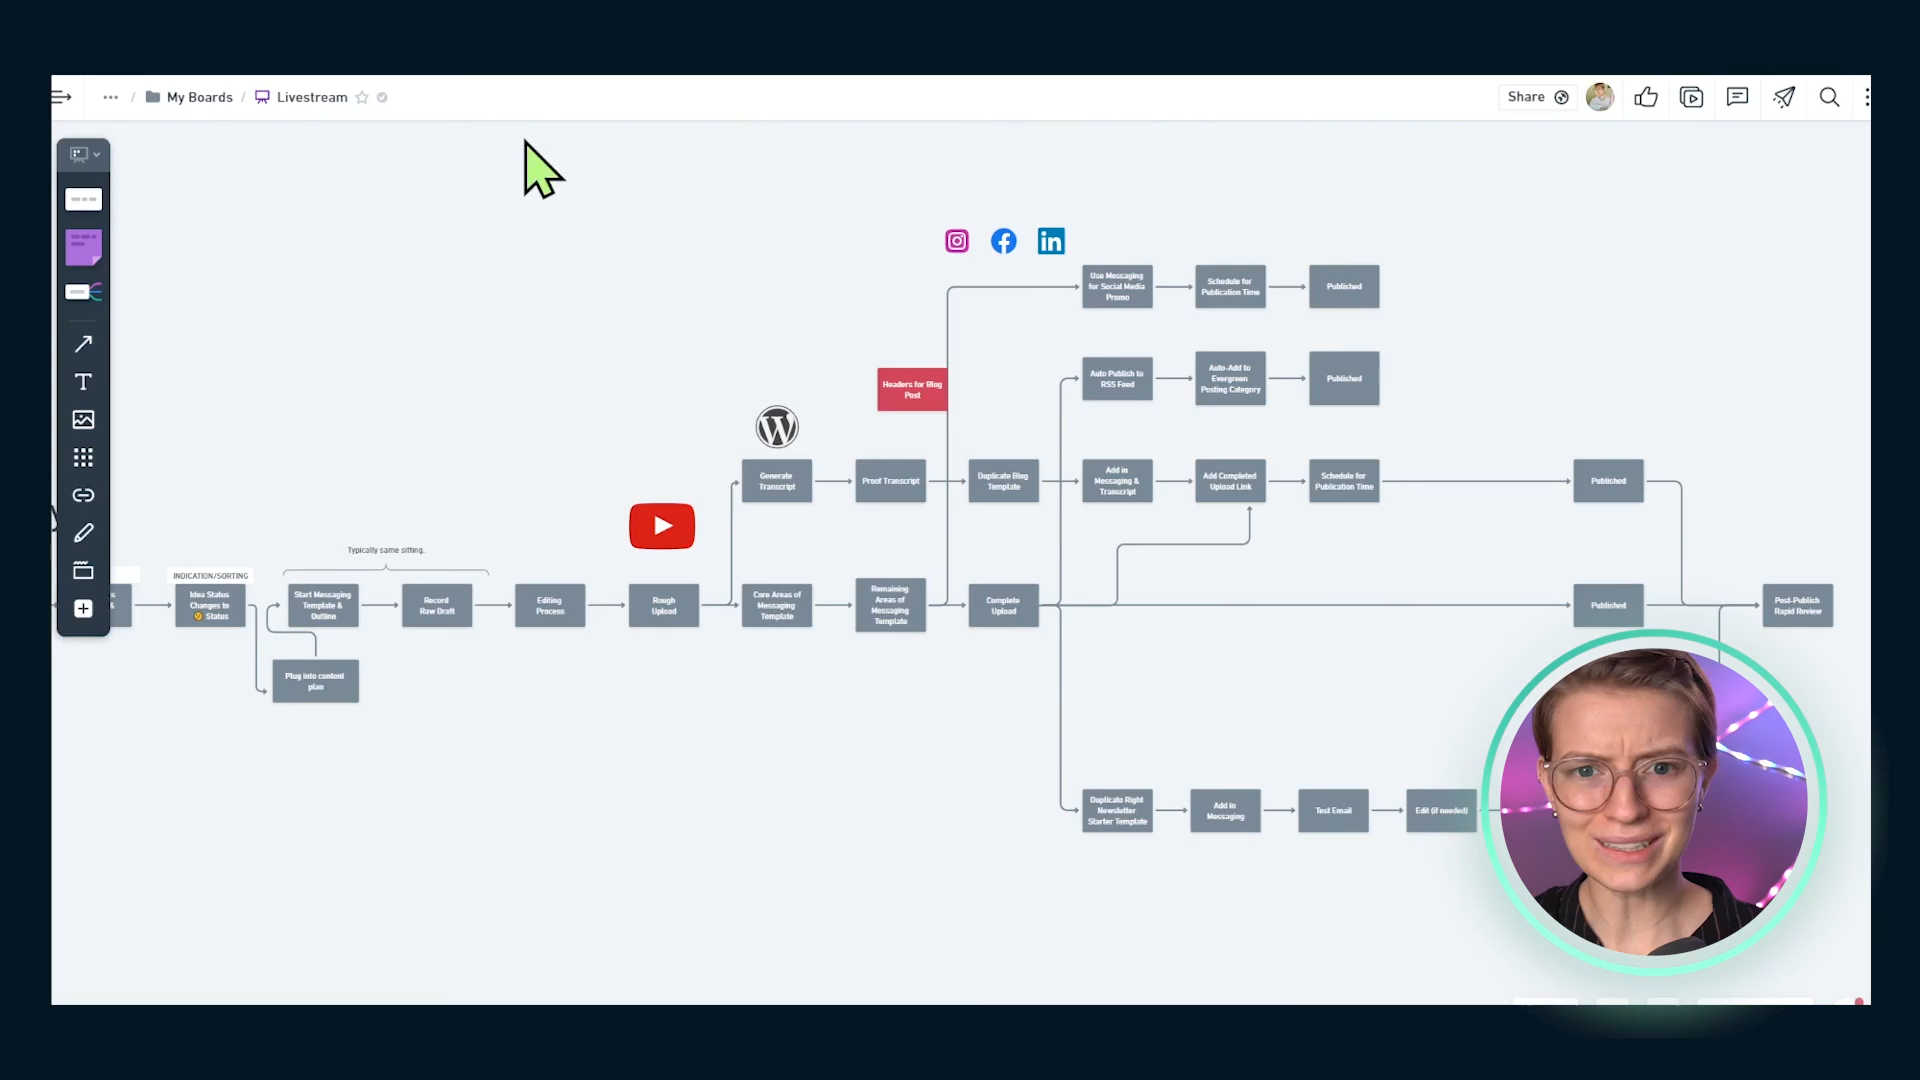 ... / My Boards / Livestream
Share
Use Messaging
for Social Media
Promo
Schedule for
Publication Time
Published
Headers for Blog
Post
Auto Publish to
RSS Feed
Auto-Add to
Evergreen
Posting Category
Published
Generate
Transcript
Proof Transcript
Duplicate Blog
Template
Add in
Messaging &
Transcript
Add Completed
Upload Link
Schedule for
Publication Time
Published
Typically same sitting.
INDICATION/SORTING
&
Idea Status
Changes to
Status
Start Messaging
Template &
Outline
Record
Raw Draft
Editing
Process
Rough
Upload
Core Areas of
Messaging
Template
Remaining
Areas of
Messaging
Template
Complete
Upload
Published
Post-Publish
Rapid Review
Plug into content
plan
Duplicate Right
Newsletter
Starter Template
Add in
Messaging
Test Email
Edit (if needed)